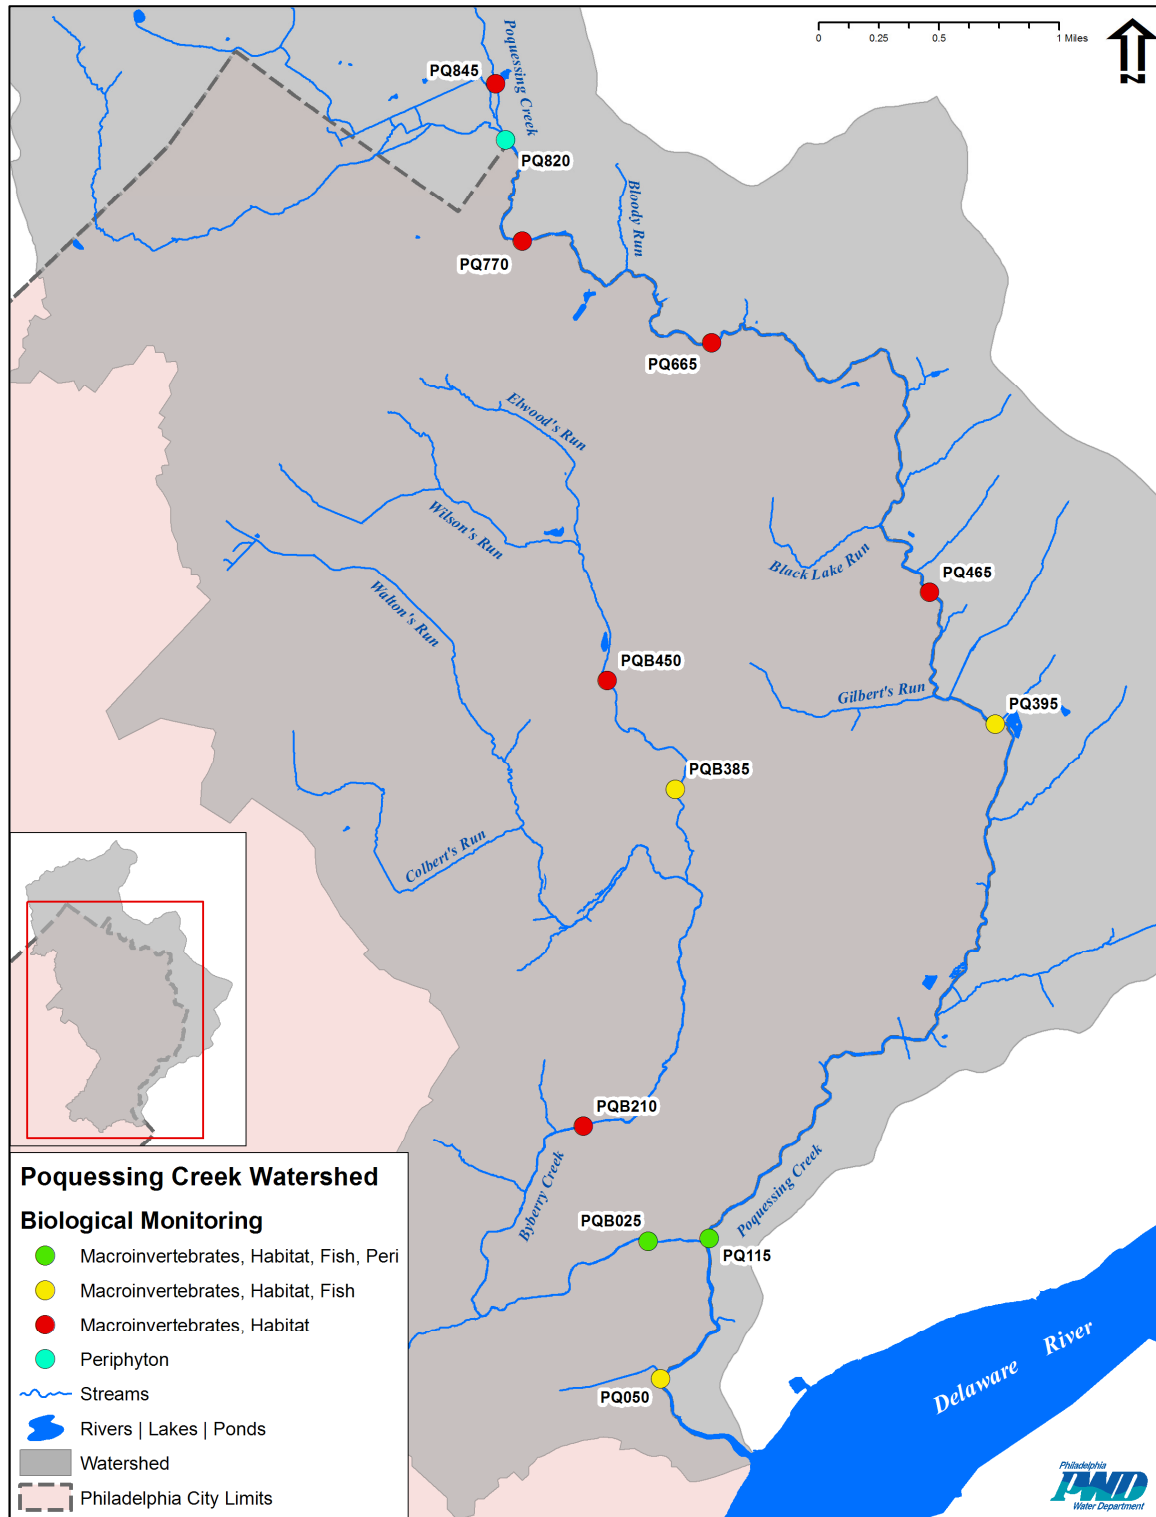 0 0.25 0.5 1 Miles
N
PQ845
Poquessing Creek
PQ820
Bloody Run
PQ770
PQ665
Elwood's Run
Wilson's Run
Black Lake Run
PQ465
Walton's Run
PQB450
Gilbert's Run
PQ395
PQB385
Colbert's Run
PQB210
Byberry Creek
Poquessing Creek
PQB025
PQ115
PQ050
Delaware River
Poquessing Creek Watershed
Biological Monitoring
Macroinvertebrates, Habitat, Fish, Peri
Macroinvertebrates, Habitat, Fish
Macroinvertebrates, Habitat
Periphyton
Streams
Rivers | Lakes | Ponds
Watershed
Philadelphia City Limits
Philadelphia
PWD
Water Department